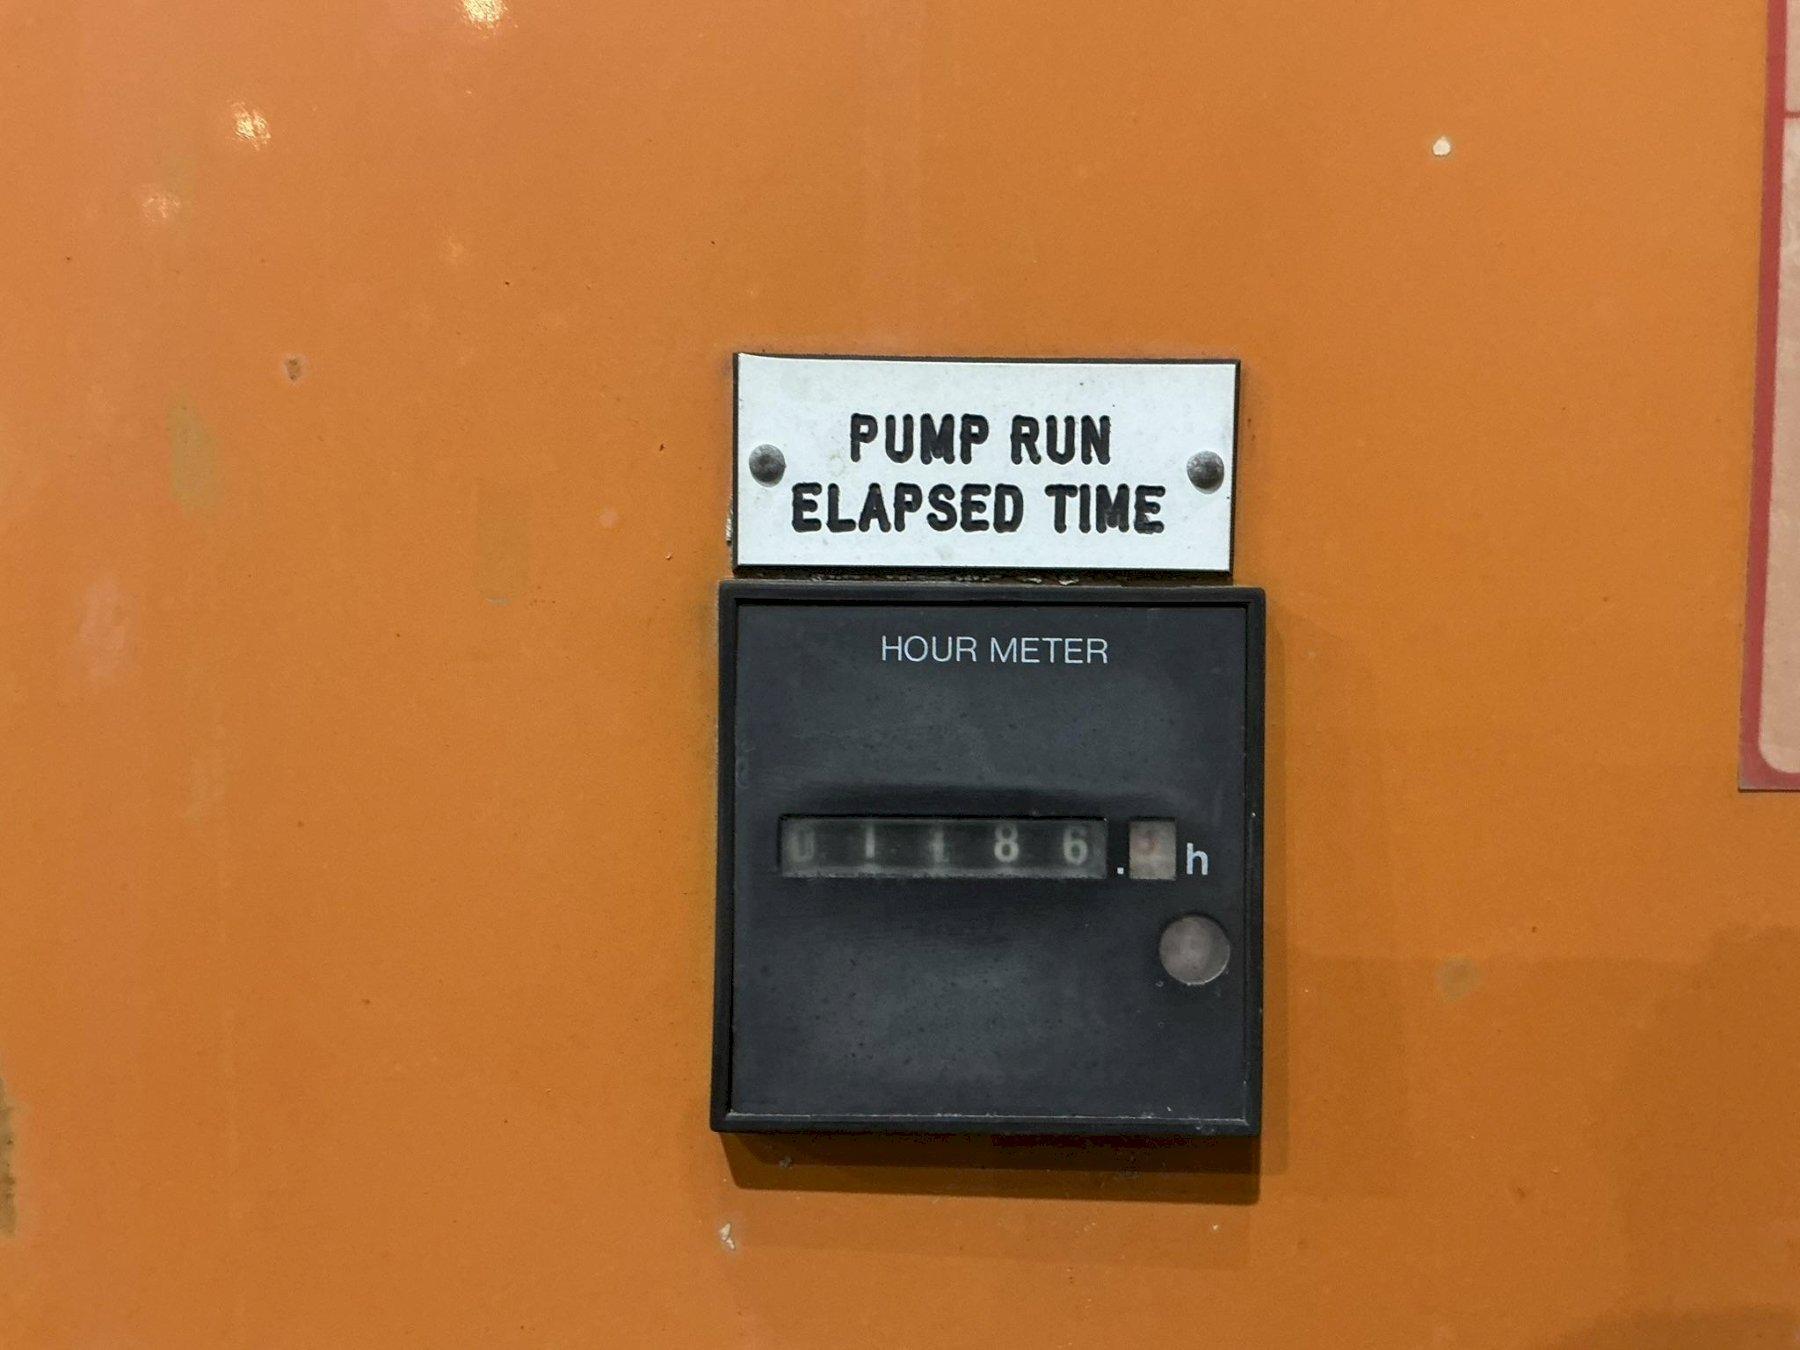 PUMP RUN
ELAPSED TIME
HOUR METER
01186. h